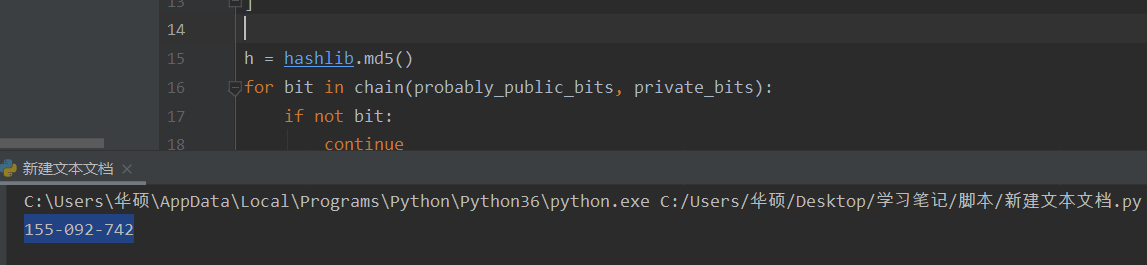 13 ]
14
15 h = hashlib.md5()
16 for bit in chain(probably_public_bits, private_bits):
17 if not bit:
18 continue
新建文本文档 ×
C:\Users\华硕\AppData\Local\Programs\Python\Python36\python.exe C:/Users/华硕/Desktop/学习笔记/脚本/新建文本文档.py
155-092-742